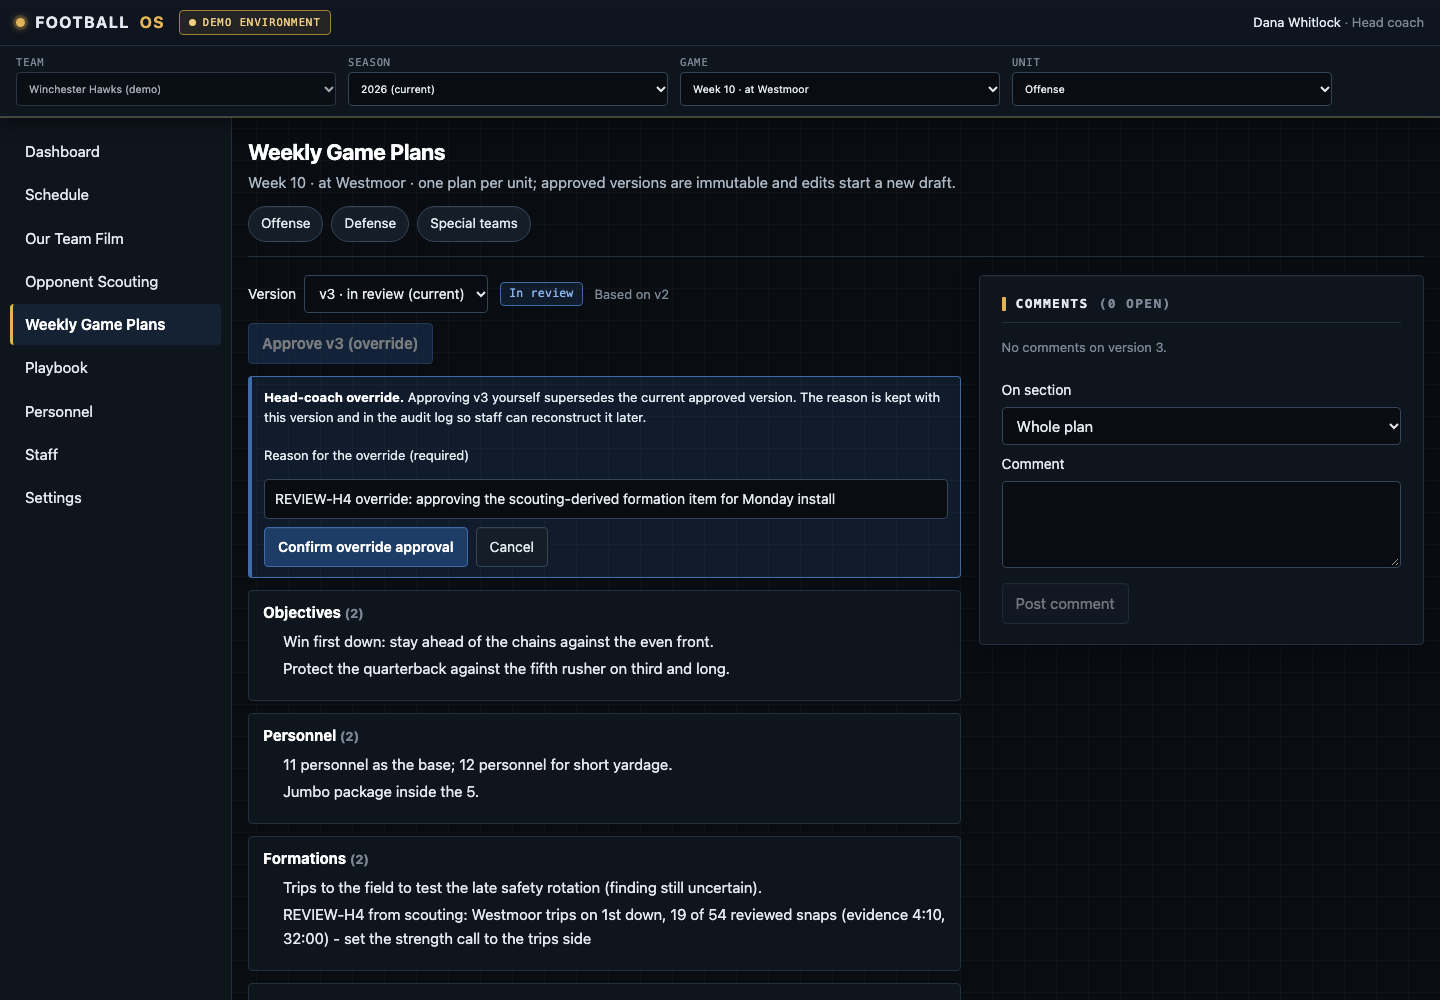 FOOTBALL OS
DEMO ENVIRONMENT
Dana Whitlock · Head coach
TEAM
Winchester Hawks (demo)
SEASON
2026 (current)
GAME
Week 10 · at Westmoor
UNIT
Offense
Dashboard
Schedule
Our Team Film
Opponent Scouting
Weekly Game Plans
Playbook
Personnel
Staff
Settings
Weekly Game Plans
Week 10 · at Westmoor · one plan per unit; approved versions are immutable and edits start a new draft.
Offense
Defense
Special teams
Version
v3 · in review (current)
In review
Based on v2
Approve v3 (override)
Head-coach override. Approving v3 yourself supersedes the current approved version. The reason is kept with
this version and in the audit log so staff can reconstruct it later.
Reason for the override (required)
REVIEW-H4 override: approving the scouting-derived formation item for Monday install
Confirm override approval
Cancel
Objectives (2)
Win first down: stay ahead of the chains against the even front.
Protect the quarterback against the fifth rusher on third and long.
Personnel (2)
11 personnel as the base; 12 personnel for short yardage.
Jumbo package inside the 5.
Formations (2)
Trips to the field to test the late safety rotation (finding still uncertain).
REVIEW-H4 from scouting: Westmoor trips on 1st down, 19 of 54 reviewed snaps (evidence 4:10,
32:00) - set the strength call to the trips side
COMMENTS (0 OPEN)
No comments on version 3.
On section
Whole plan
Comment
Post comment